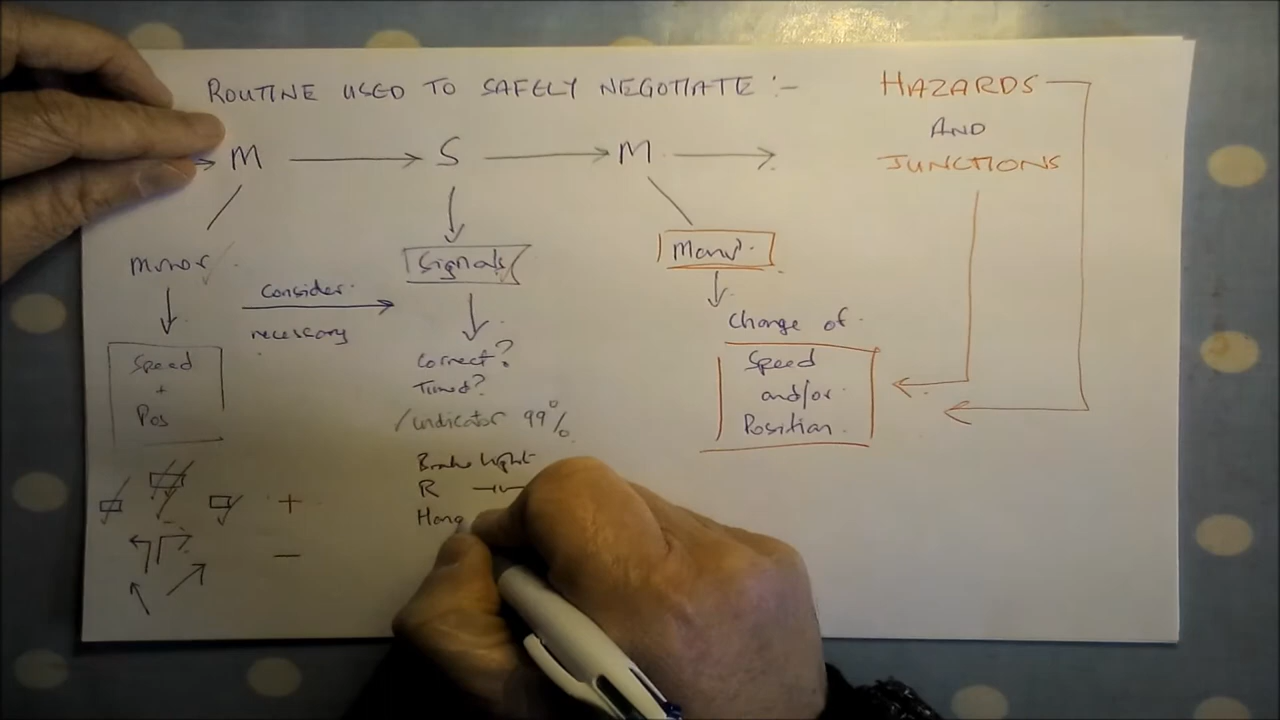 ROUTINE USED TO SAFELY NEGOTIATE :-
HAZARDS
AND
JUNCTIONS
M S M
Mirror
Speed
+
Pos
+
-
Consider
necessary
Signals
Correct?
Timed?
/indicator 99%
Brake light
R
Change of
Speed
and/or
Position